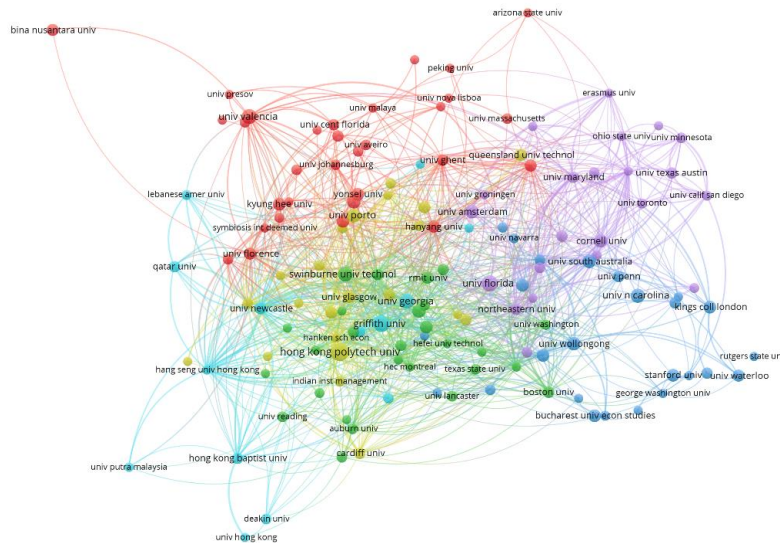 arizona state univ
bina nusantara univ
peking univ
univ presov
erasmus univ
univ nova lisboa
univ malaya
univ valencia
univ massachusetts
univ cent florida
ohio state univ
univ minnesota
univ aveiro
queensland univ technol
univ ghent
univ johannesburg
univ texas austin
univ maryland
lebanese amer univ
yonsei univ
univ groningen
univ calif san diego
kyung hee univ
univ toronto
univ porto
univ amsterdam
symbiosis int deemed univ
hanyang univ
univ navarra
cornell univ
univ florence
univ south australia
qatar univ
swinburne univ technol
rmit univ
univ penn
univ florida
univ glasgow
univ n carolina
univ newcastle
univ georgia
northeastern univ
kings coll london
griffith univ
univ washington
hanken sch econ
hefei univ technol
univ wollongong
hong kong polytech univ
rutgers state ur
hang seng univ hong kong
hec montreal
texas state univ
stanford univ
univ waterloo
indian inst management
boston univ
george washington univ
univ lancaster
univ reading
bucharest univ econ studies
auburn univ
cardiff univ
hong kong baptist univ
univ putra malaysia
deakin univ
univ hong kong